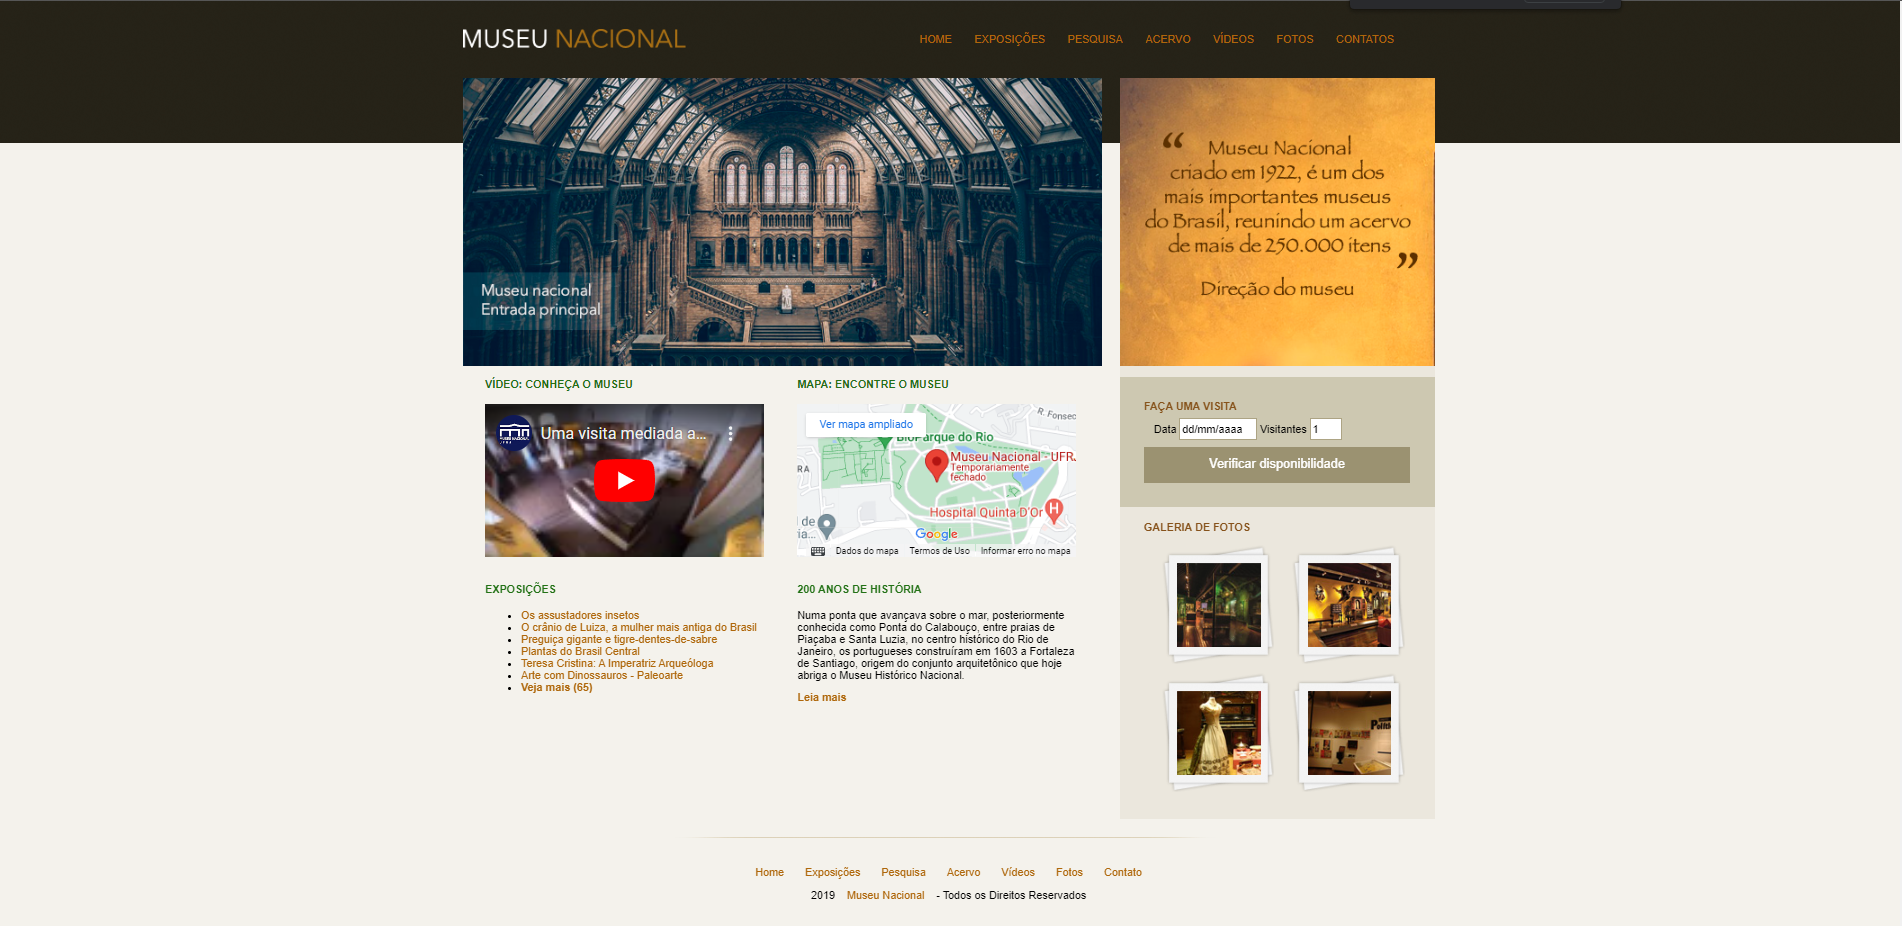 MUSEU NACIONAL
HOME EXPOSIÇÕES PESQUISA ACERVO VÍDEOS FOTOS CONTATOS
Museu nacional
Entrada principal
“ Museu Nacional
criado em 1922, é um dos
mais importantes museus
do Brasil, reunindo um acervo
de mais de 250.000 itens ”
Direção do museu
VÍDEO: CONHEÇA O MUSEU
MUSEU NACIONAL
UFRJ
Uma visita mediada a...
MAPA: ENCONTRE O MUSEU
Ver mapa ampliado
R. Fonsec
BioParque do Rio
RA
Museu Nacional - UFRJ
Temporariamente
fechado
Hospital Quinta D'Or
H
l de
ia...
Google
Dados do mapa Termos de Uso Informar erro no mapa
FAÇA UMA VISITA
Data dd/mm/aaaa Visitantes 1
Verificar disponibilidade
GALERIA DE FOTOS
EXPOSIÇÕES
Os assustadores insetos
O crânio de Luiza, a mulher mais antiga do Brasil
Preguiça gigante e tigre-dentes-de-sabre
Plantas do Brasil Central
Teresa Cristina: A Imperatriz Arqueóloga
Arte com Dinossauros - Paleoarte
Veja mais (65)
200 ANOS DE HISTÓRIA
Numa ponta que avançava sobre o mar, posteriormente
conhecida como Ponta do Calabouço, entre praias de
Piaçaba e Santa Luzia, no centro histórico do Rio de
Janeiro, os portugueses construíram em 1603 a Fortaleza
de Santiago, origem do conjunto arquitetônico que hoje
abriga o Museu Histórico Nacional.
Leia mais
Home Exposições Pesquisa Acervo Vídeos Fotos Contato
2019 Museu Nacional - Todos os Direitos Reservados